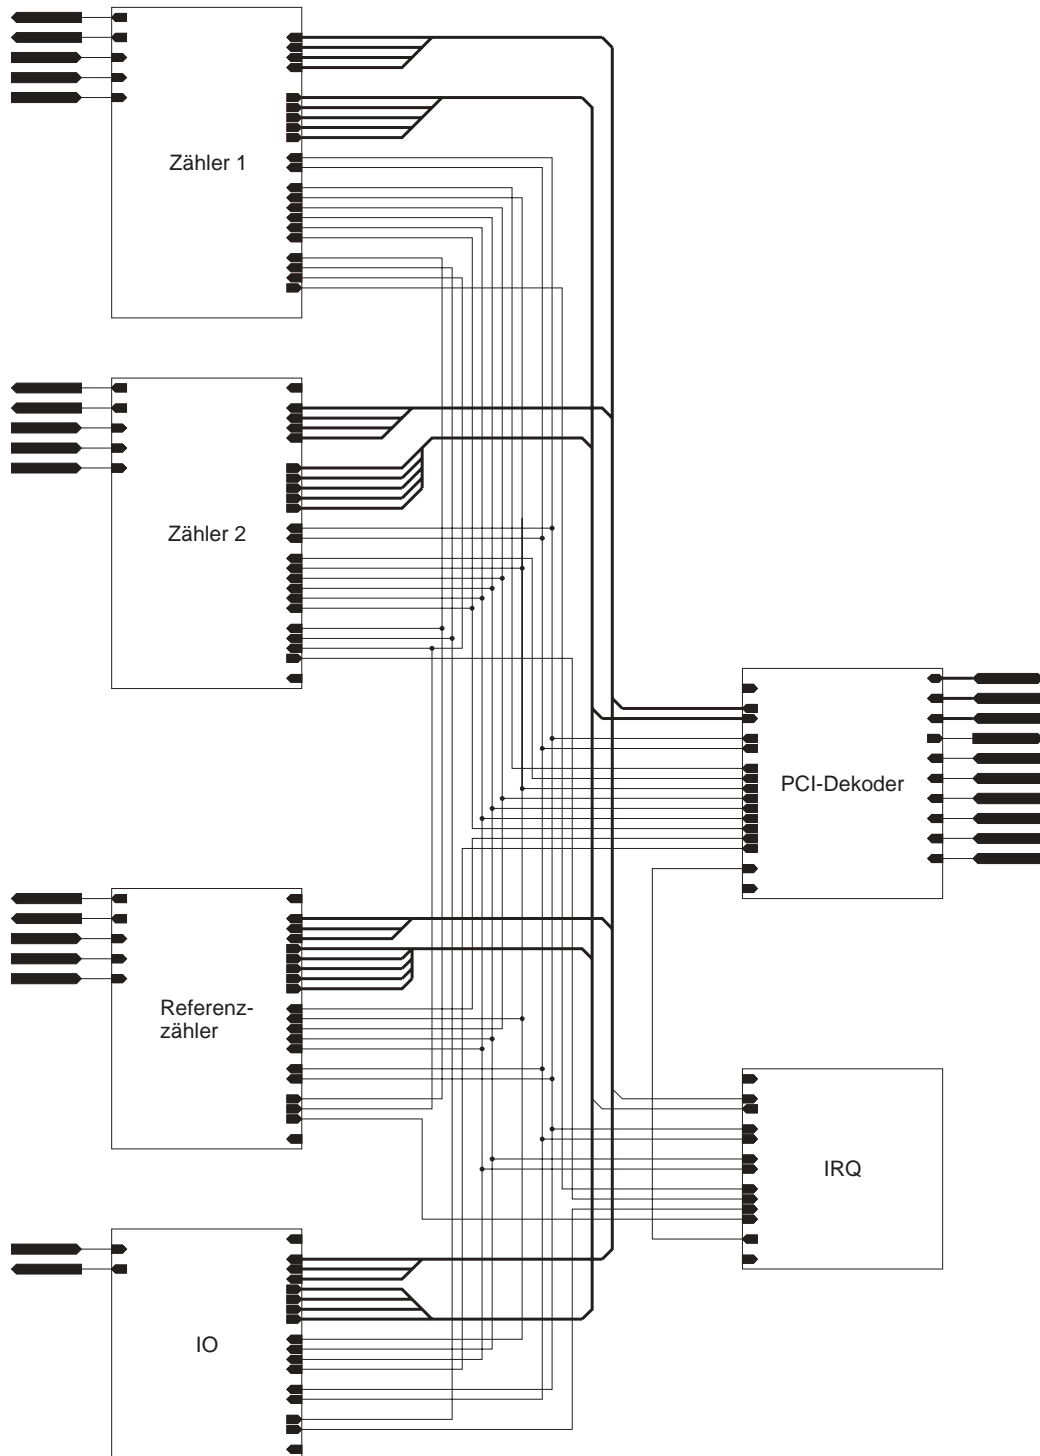 Zähler 1
Zähler 2
PCI-Dekoder
Referenz-
zähler
IRQ
IO